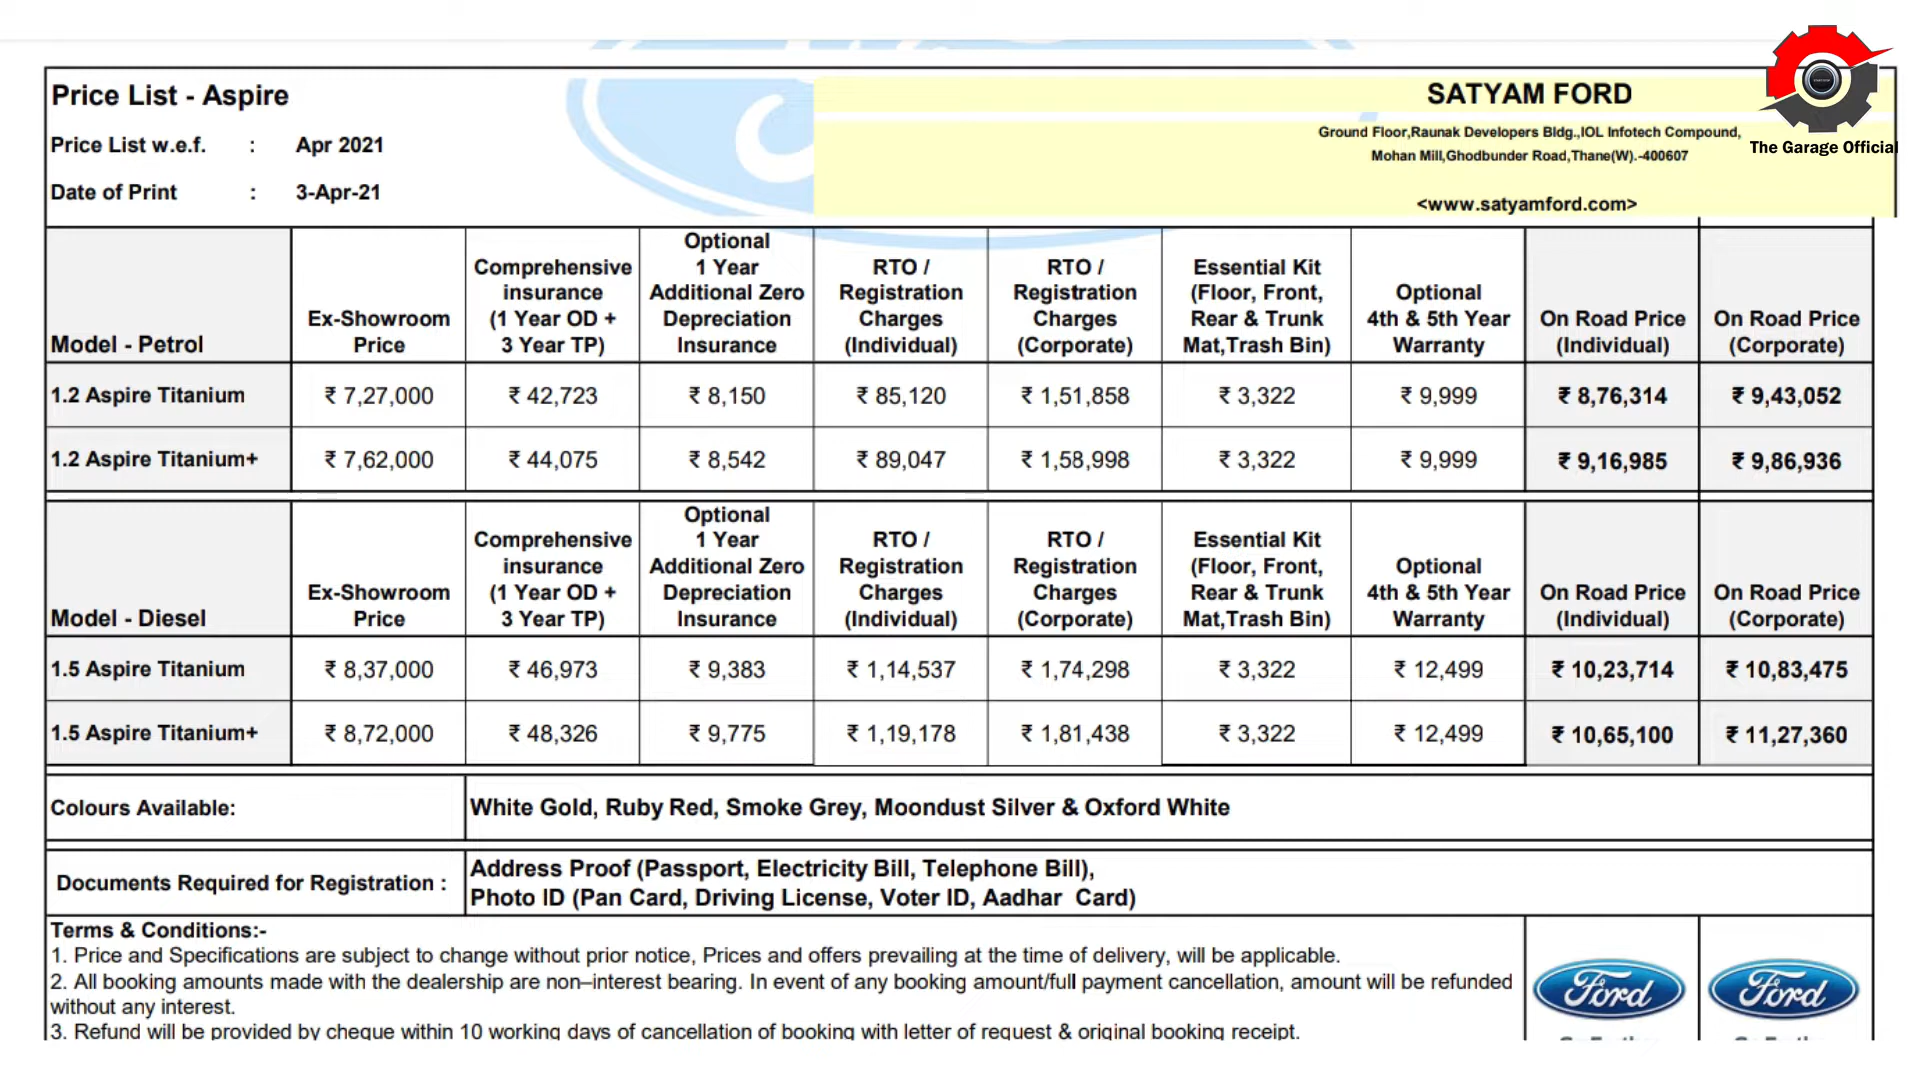 Price List - Aspire
Price List w.e.f. : Apr 2021
Date of Print : 3-Apr-21
SATYAM FORD
Ground Floor,Raunak Developers Bldg.,IOL Infotech Compound,
Mohan Mill,Ghodbunder Road,Thane(W).-400607
<www.satyamford.com>
The Garage Official
Model - Petrol
Ex-Showroom
Price
Comprehensive
insurance
(1 Year OD +
3 Year TP)
Optional
1 Year
Additional Zero
Depreciation
Insurance
RTO /
Registration
Charges
(Individual)
RTO /
Registration
Charges
(Corporate)
Essential Kit
(Floor, Front,
Rear & Trunk
Mat,Trash Bin)
Optional
4th & 5th Year
Warranty
On Road Price
(Individual)
On Road Price
(Corporate)
1.2 Aspire Titanium ₹ 7,27,000 ₹ 42,723 ₹ 8,150 ₹ 85,120 ₹ 1,51,858 ₹ 3,322 ₹ 9,999 ₹ 8,76,314 ₹ 9,43,052
1.2 Aspire Titanium+ ₹ 7,62,000 ₹ 44,075 ₹ 8,542 ₹ 89,047 ₹ 1,58,998 ₹ 3,322 ₹ 9,999 ₹ 9,16,985 ₹ 9,86,936
Model - Diesel
Ex-Showroom
Price
Comprehensive
insurance
(1 Year OD +
3 Year TP)
Optional
1 Year
Additional Zero
Depreciation
Insurance
RTO /
Registration
Charges
(Individual)
RTO /
Registration
Charges
(Corporate)
Essential Kit
(Floor, Front,
Rear & Trunk
Mat,Trash Bin)
Optional
4th & 5th Year
Warranty
On Road Price
(Individual)
On Road Price
(Corporate)
1.5 Aspire Titanium ₹ 8,37,000 ₹ 46,973 ₹ 9,383 ₹ 1,14,537 ₹ 1,74,298 ₹ 3,322 ₹ 12,499 ₹ 10,23,714 ₹ 10,83,475
1.5 Aspire Titanium+ ₹ 8,72,000 ₹ 48,326 ₹ 9,775 ₹ 1,19,178 ₹ 1,81,438 ₹ 3,322 ₹ 12,499 ₹ 10,65,100 ₹ 11,27,360
Colours Available: White Gold, Ruby Red, Smoke Grey, Moondust Silver & Oxford White
Documents Required for Registration :
Address Proof (Passport, Electricity Bill, Telephone Bill),
Photo ID (Pan Card, Driving License, Voter ID, Aadhar Card)
Terms & Conditions:-
1. Price and Specifications are subject to change without prior notice, Prices and offers prevailing at the time of delivery, will be applicable.
2. All booking amounts made with the dealership are non–interest bearing. In event of any booking amount/full payment cancellation, amount will be refunded
without any interest.
3. Refund will be provided by cheque within 10 working days of cancellation of booking with letter of request & original booking receipt.
Ford
Ford